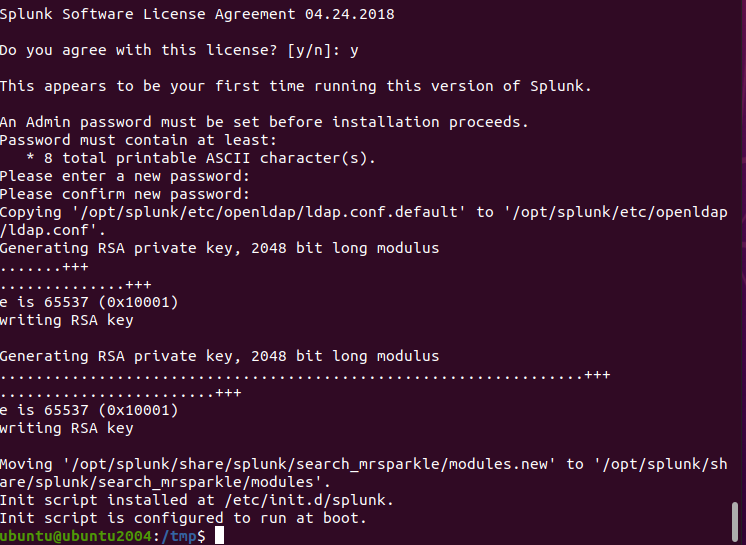 Splunk Software License Agreement 04.24.2018
Do you agree with this license? [y/n]: y
This appears to be your first time running this version of Splunk.
An Admin password must be set before installation proceeds.
Password must contain at least:
   * 8 total printable ASCII character(s).
Please enter a new password:
Please confirm new password:
Copying '/opt/splunk/etc/openldap/ldap.conf.default' to '/opt/splunk/etc/openldap
/ldap.conf'.
Generating RSA private key, 2048 bit long modulus
.......+++
..............+++
e is 65537 (0x10001)
writing RSA key
Generating RSA private key, 2048 bit long modulus
.................................................................+++
........................+++
e is 65537 (0x10001)
writing RSA key
Moving '/opt/splunk/share/splunk/search_mrsparkle/modules.new' to '/opt/splunk/sh
are/splunk/search_mrsparkle/modules'.
Init script installed at /etc/init.d/splunk.
Init script is configured to run at boot.
ubuntu@ubuntu2004:/tmp$